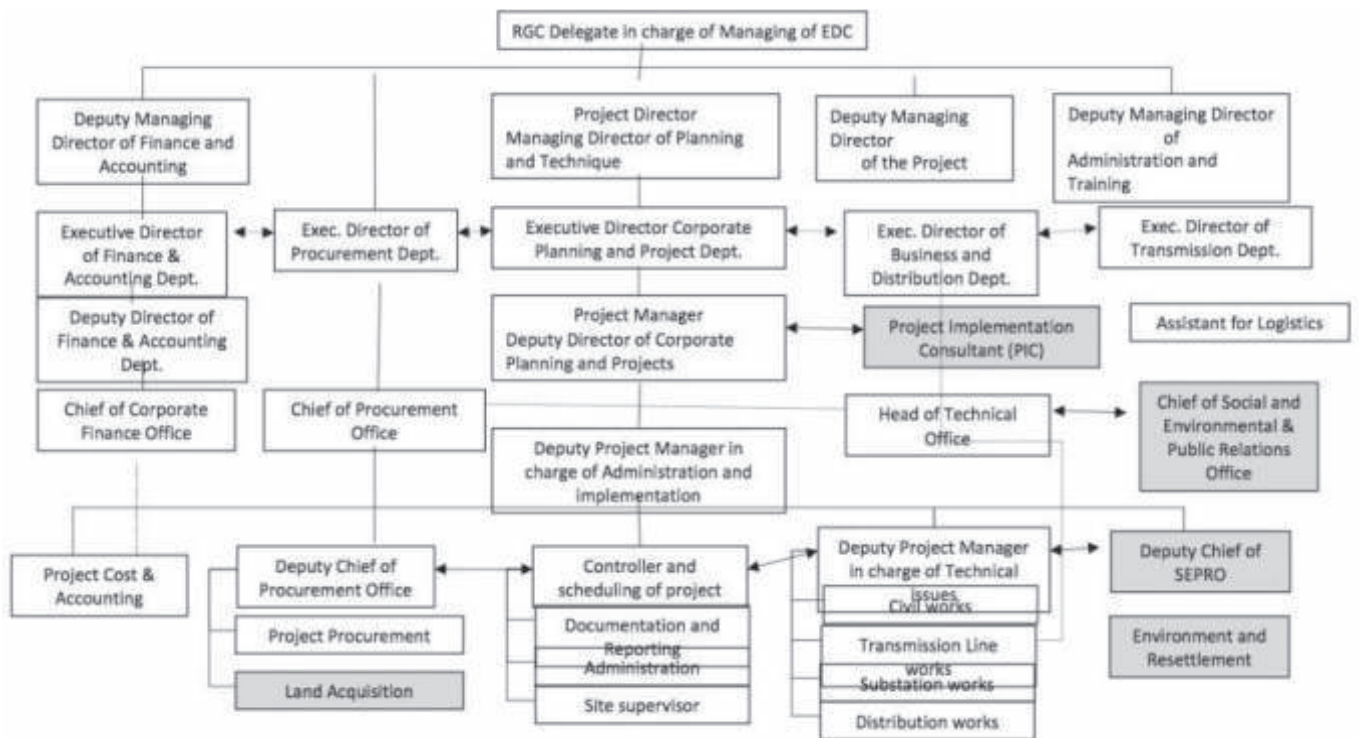 RGC Delegate in charge of Managing of EDC
Deputy Managing
Director of Finance and
Accounting
Project Director
Managing Director of Planning
and Technique
Deputy Managing
Director
of the Project
Deputy Managing Director
of
Administration and
Training
Executive Director
of Finance &
Accounting Dept.
Exec. Director of
Procurement Dept.
Executive Director Corporate
Planning and Project Dept.
Exec. Director of
Business and
Distribution Dept.
Exec. Director of
Transmission Dept.
Deputy Director of
Finance & Accounting
Dept.
Project Manager
Deputy Director of Corporate
Planning and Projects
Project Implementation
Consultant (PIC)
Assistant for Logistics
Chief of Corporate
Finance Office
Chief of Procurement
Office
Deputy Project Manager in
charge of Administration and
implementation
Head of Technical
Office
Chief of Social and
Environmental &
Public Relations
Office
Project Cost &
Accounting
Deputy Chief of
Procurement Office
Controller and
scheduling of project
Deputy Project Manager
in charge of Technical
issues
Deputy Chief of
SEPRO
Project Procurement
Land Acquisition
Documentation and
Reporting
Administration
Site supervisor
Civil works
Transmission Line
works
Substation works
Distribution works
Environment and
Resettlement